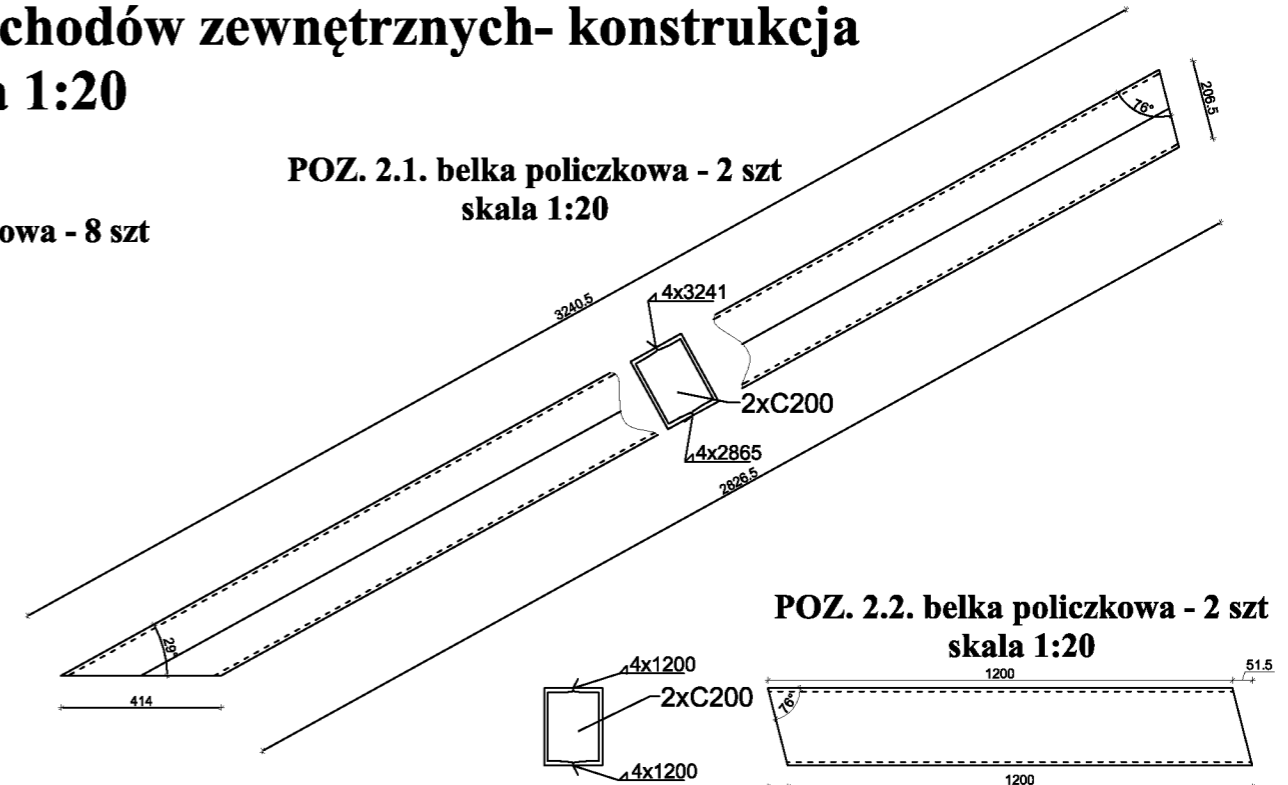 chodów zewnętrznych- konstrukcja
a 1:20
POZ. 2.1. belka policzkowa - 2 szt
skala 1:20
owa - 8 szt
206.5
76°
3240.5
4x3241
2xC200
4x2865
2826.5
29°
414
POZ. 2.2. belka policzkowa - 2 szt
skala 1:20
1200
51.5
4x1200
2xC200
76°
4x1200
1200